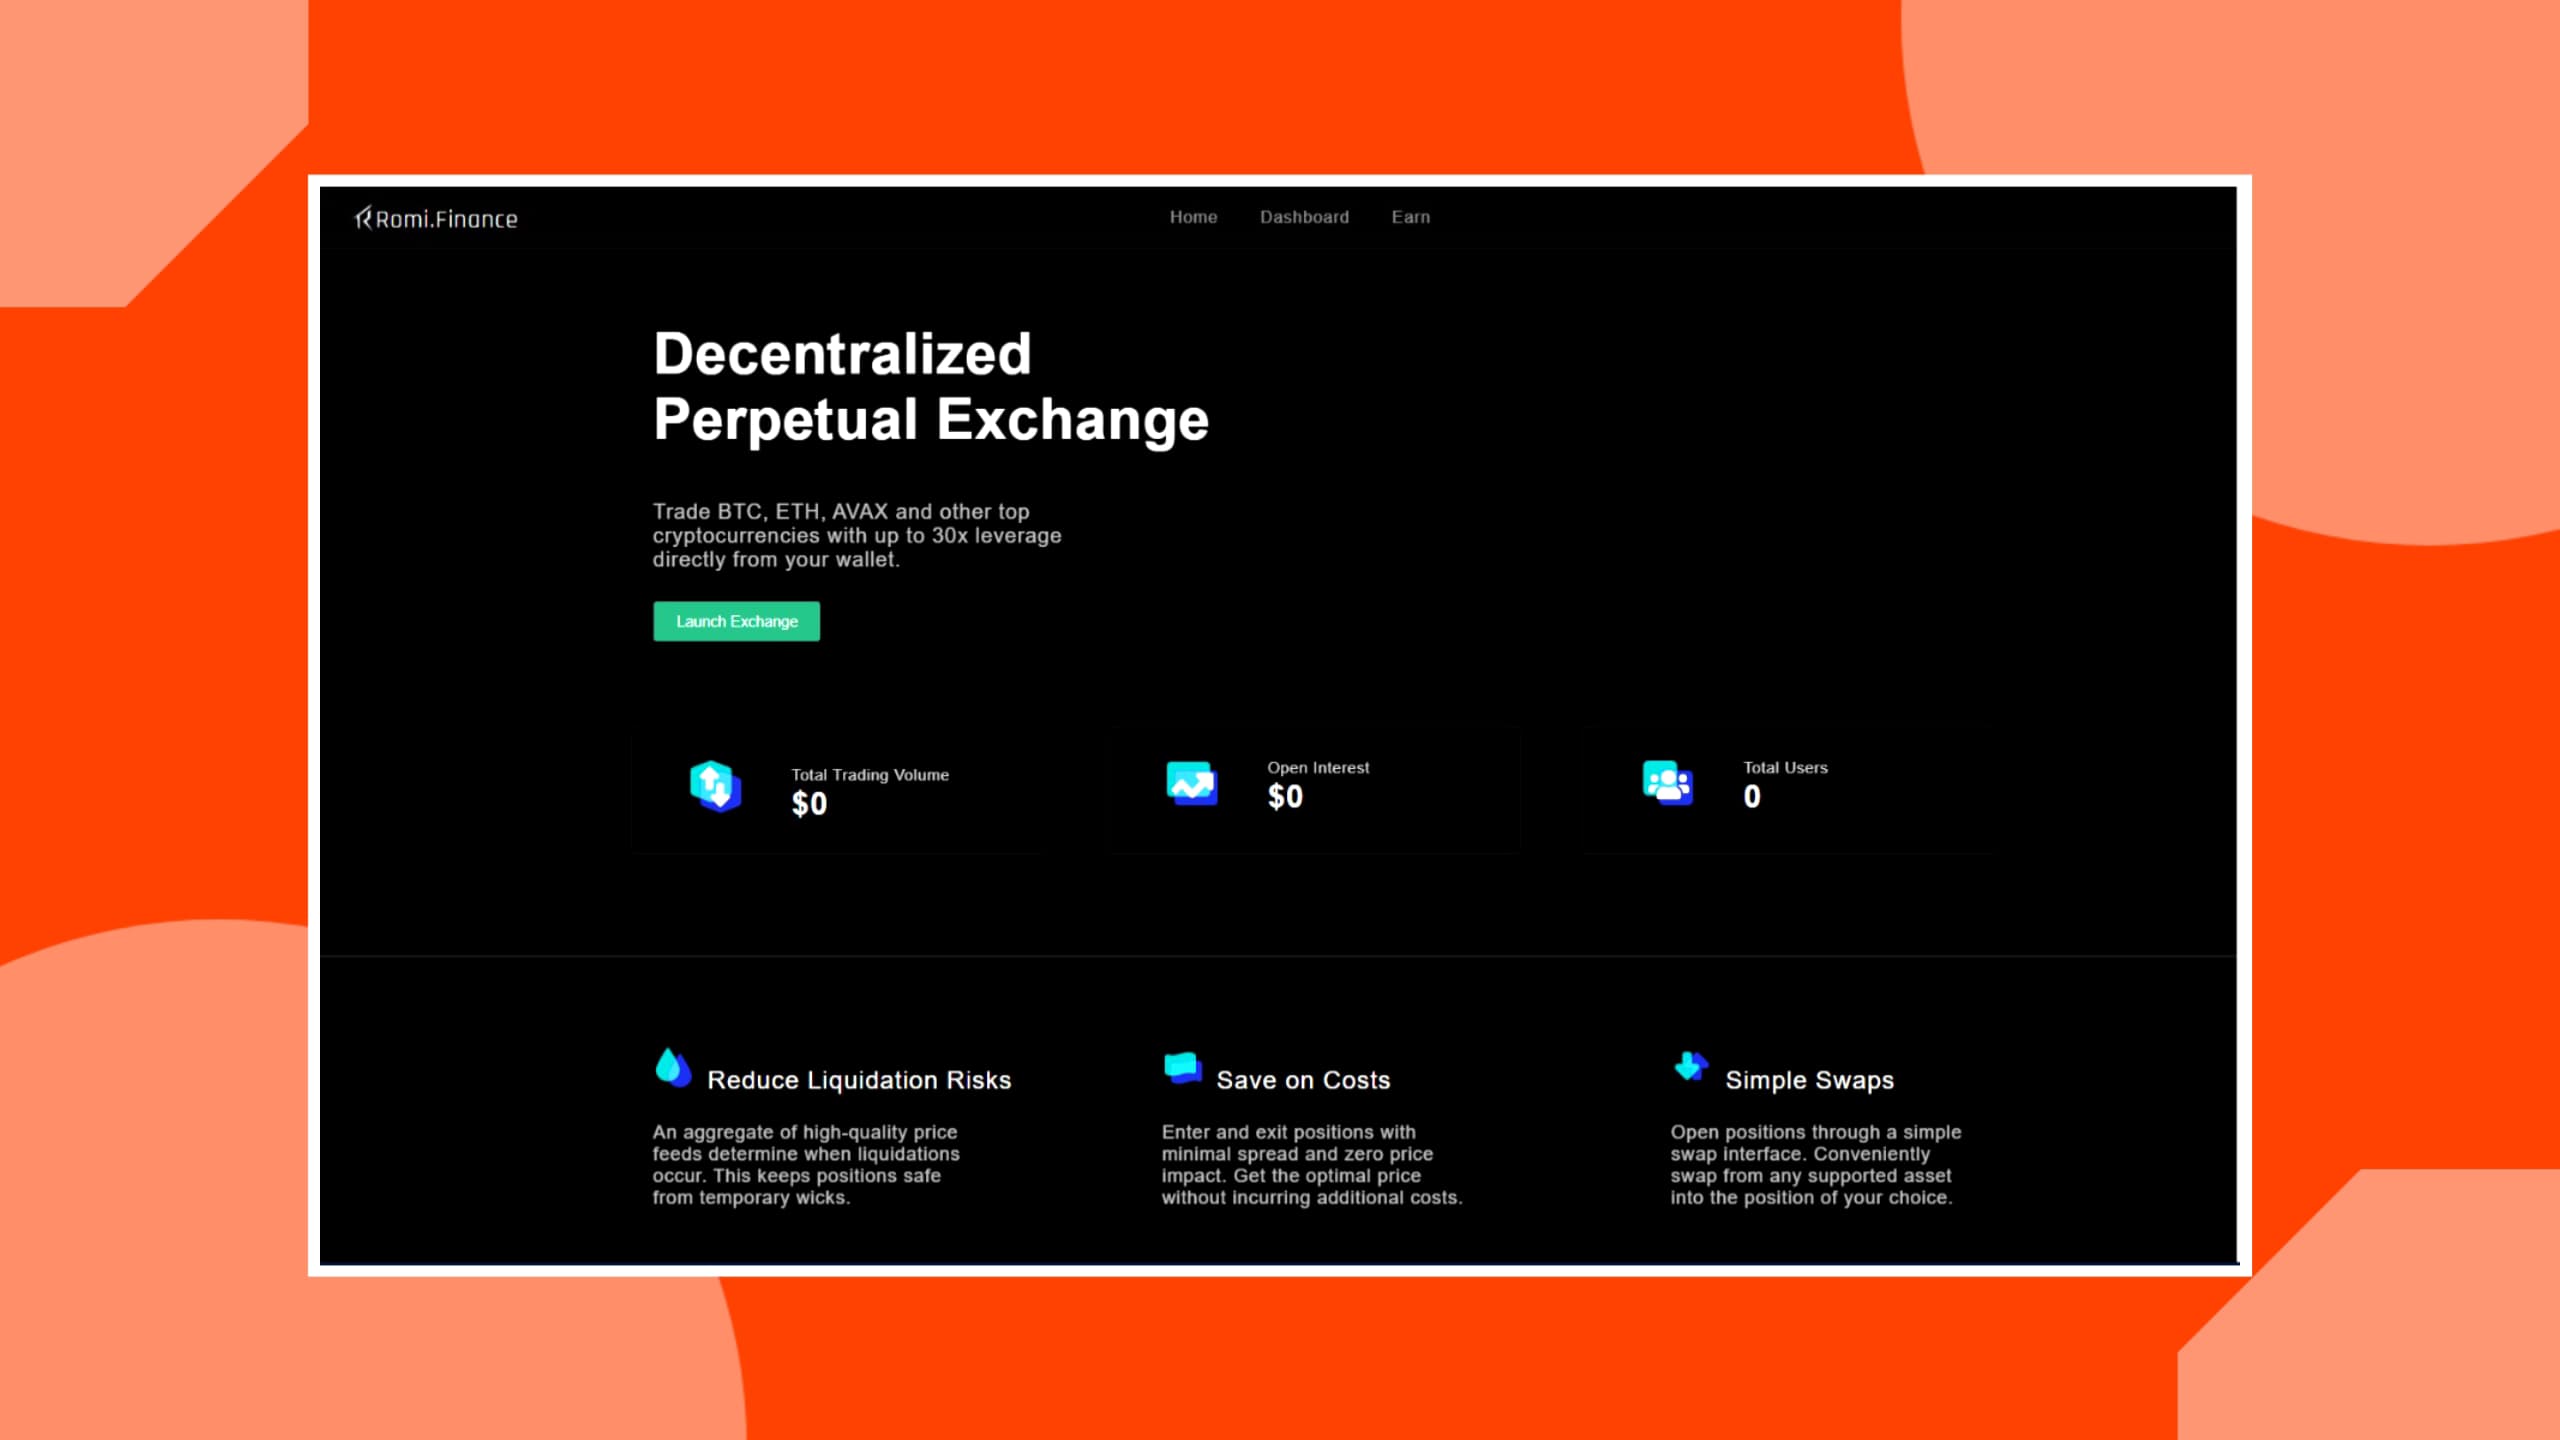 Romi.Finance
Home Dashboard Earn
Decentralized
Perpetual Exchange
Trade BTC, ETH, AVAX and other top
cryptocurrencies with up to 30x leverage
directly from your wallet.
Launch Exchange
Total Trading Volume
$0
Open Interest
$0
Total Users
0
Reduce Liquidation Risks
An aggregate of high-quality price
feeds determine when liquidations
occur. This keeps positions safe
from temporary wicks.
Save on Costs
Enter and exit positions with
minimal spread and zero price
impact. Get the optimal price
without incurring additional costs.
Simple Swaps
Open positions through a simple
swap interface. Conveniently
swap from any supported asset
into the position of your choice.